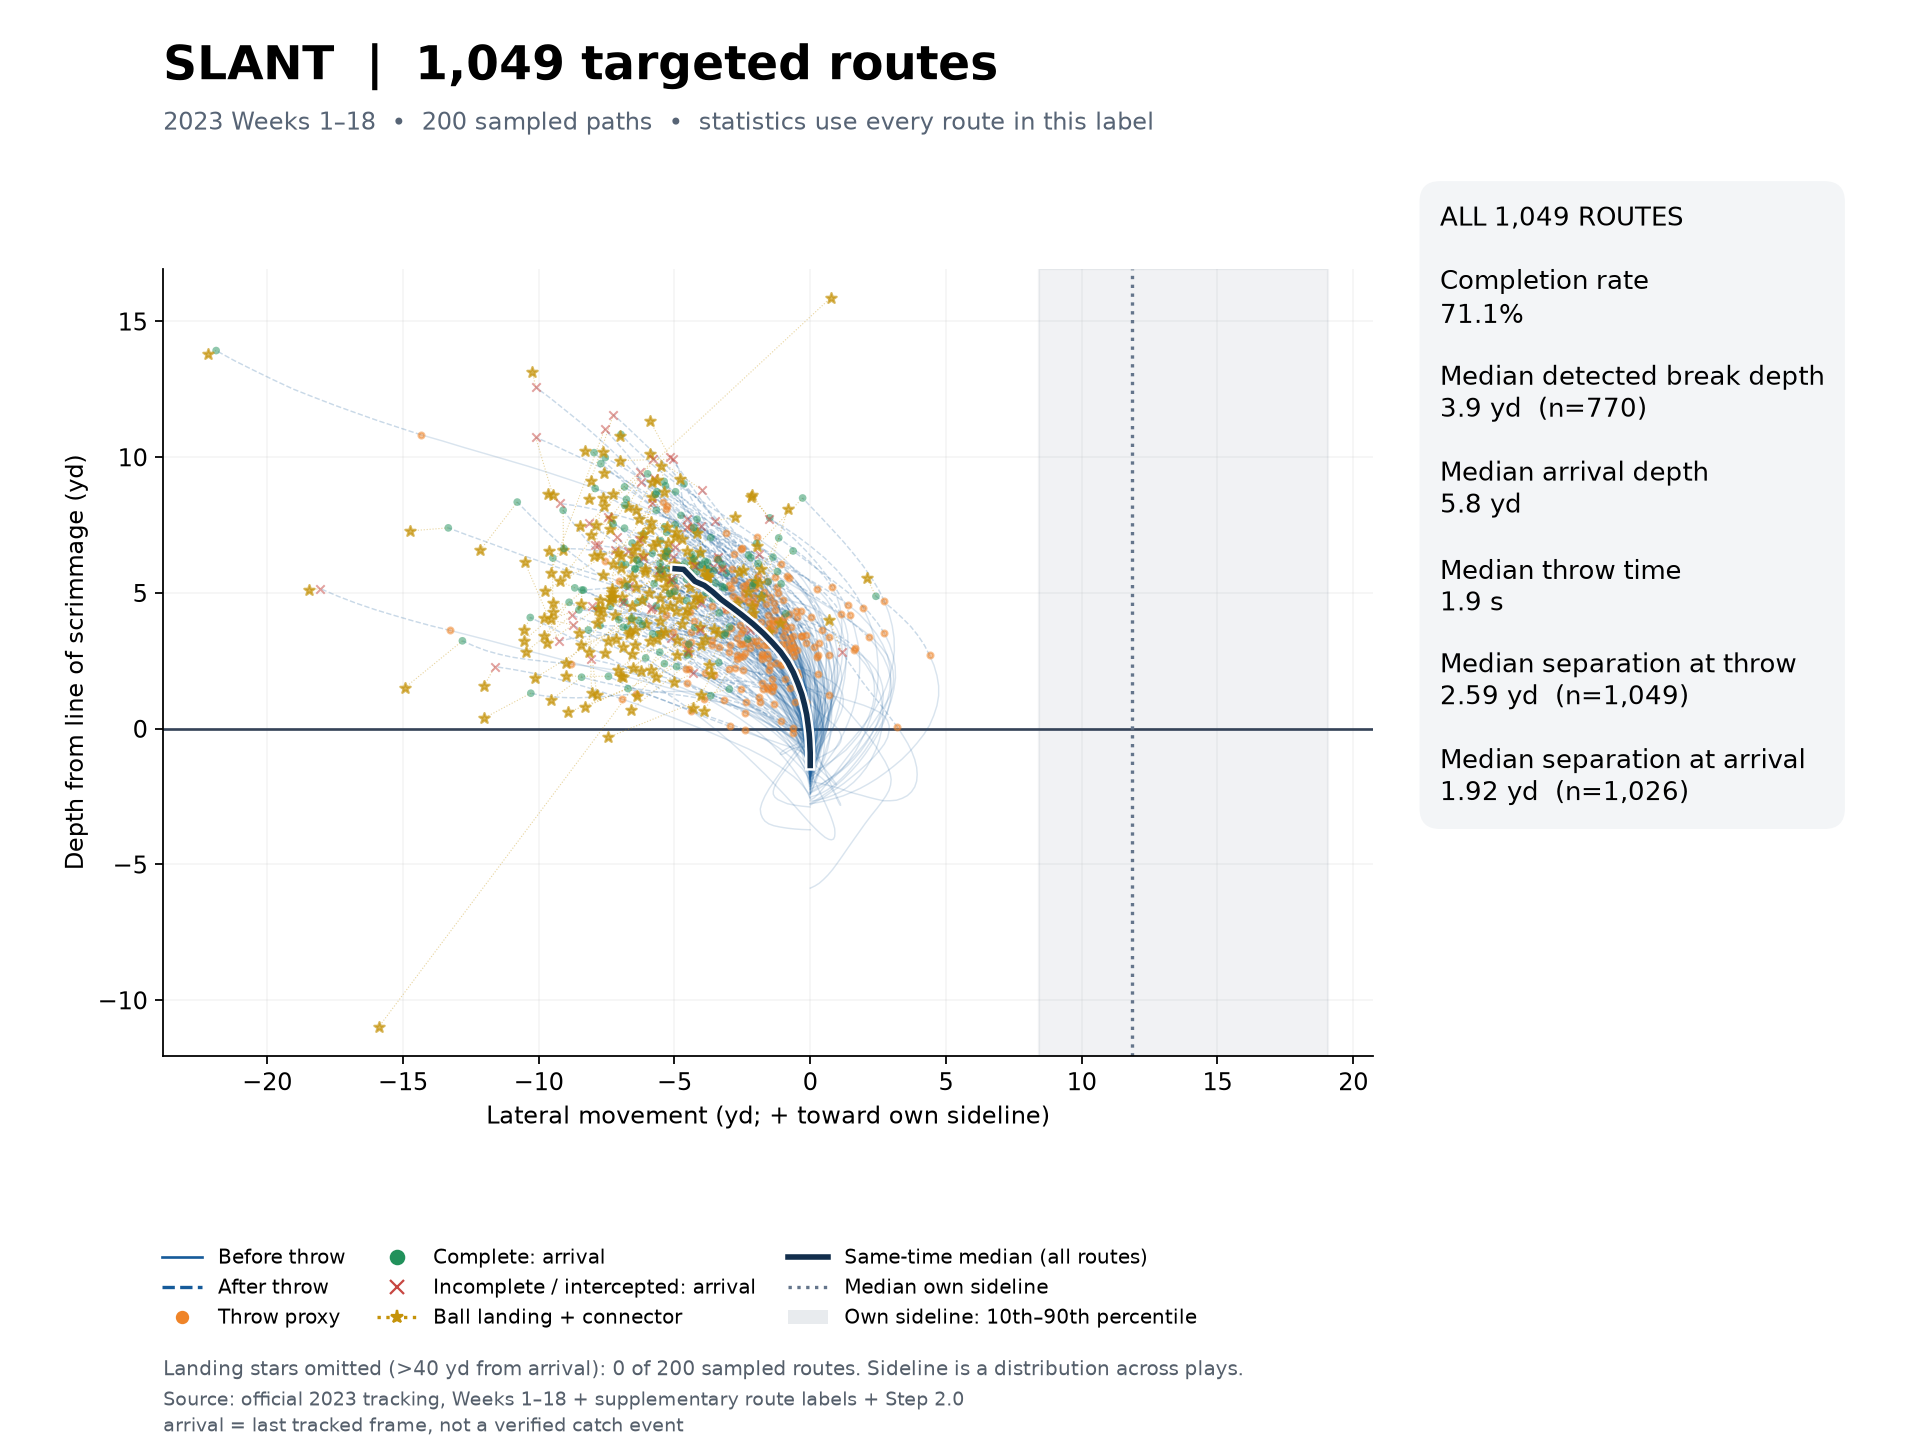 SLANT | 1,049 targeted routes
2023 Weeks 1–18 • 200 sampled paths • statistics use every route in this label
ALL 1,049 ROUTES
Completion rate
71.1%
Median detected break depth
3.9 yd (n=770)
Median arrival depth
5.8 yd
Median throw time
1.9 s
Median separation at throw
2.59 yd (n=1,049)
Median separation at arrival
1.92 yd (n=1,026)
Depth from line of scrimmage (yd)
15
10
5
0
−5
−10
−20 −15 −10 −5 0 5 10 15 20
Lateral movement (yd; + toward own sideline)
Before throw
After throw
Throw proxy
Complete: arrival
Incomplete / intercepted: arrival
Ball landing + connector
Same-time median (all routes)
Median own sideline
Own sideline: 10th–90th percentile
Landing stars omitted (>40 yd from arrival): 0 of 200 sampled routes. Sideline is a distribution across plays.
Source: official 2023 tracking, Weeks 1–18 + supplementary route labels + Step 2.0
arrival = last tracked frame, not a verified catch event